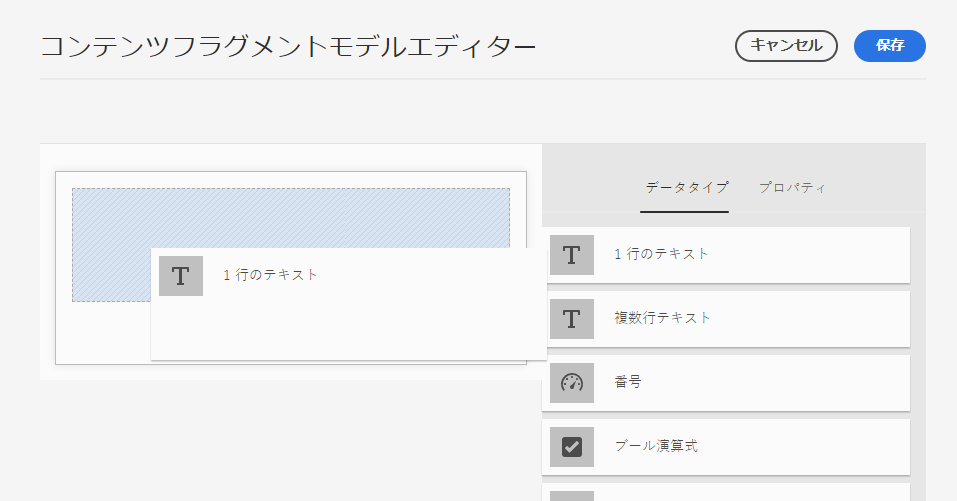 コンテンツフラグメントモデルエディター
キャンセル
保存
データタイプ
プロパティ
1 行のテキスト
1 行のテキスト
複数行テキスト
番号
ブール演算式